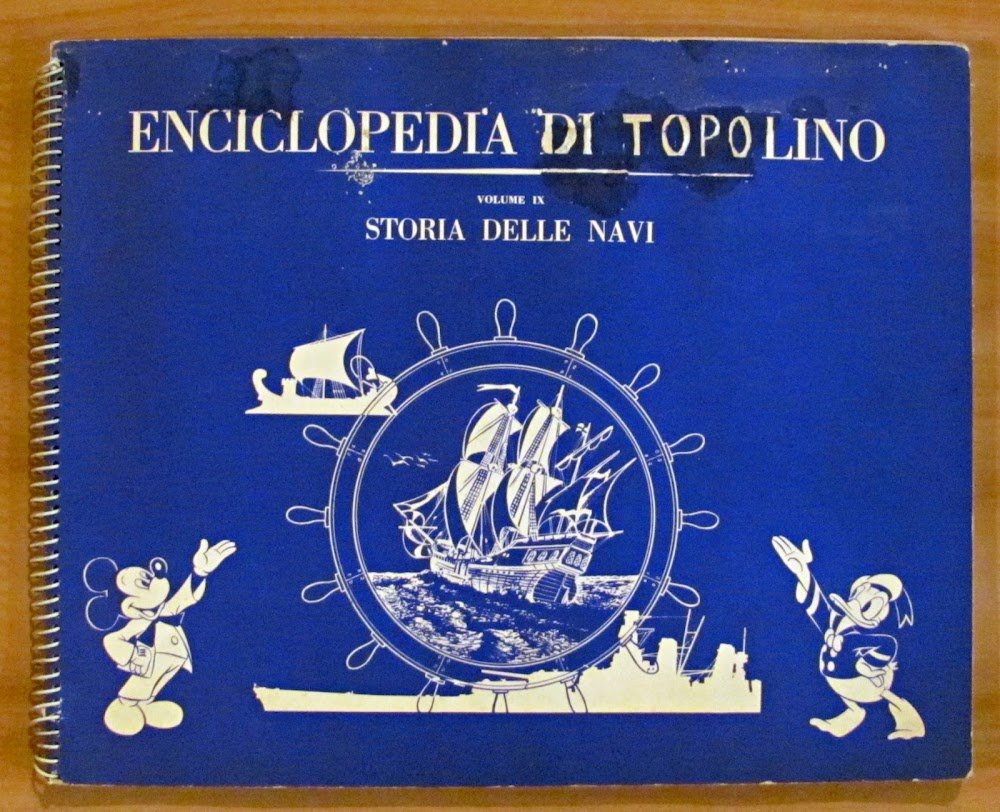 ENCICLOPEDIA DI TOPOLINO
VOLUME IX
STORIA DELLE NAVI